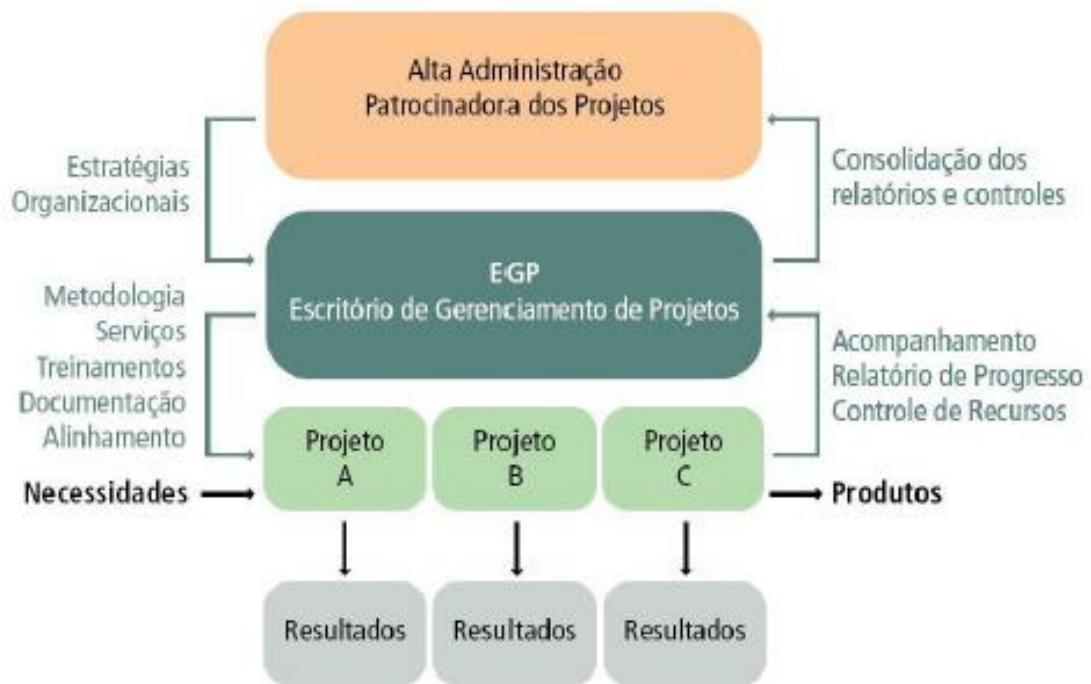 Alta Administração
Patrocinadora dos Projetos
Estratégias
Organizacionais
Consolidação dos
relatórios e controles
EGP
Escritório de Gerenciamento de Projetos
Metodologia
Serviços
Treinamentos
Documentação
Alinhamento
Acompanhamento
Relatório de Progresso
Controle de Recursos
Projeto
A
Projeto
B
Projeto
C
Necessidades
Produtos
Resultados
Resultados
Resultados